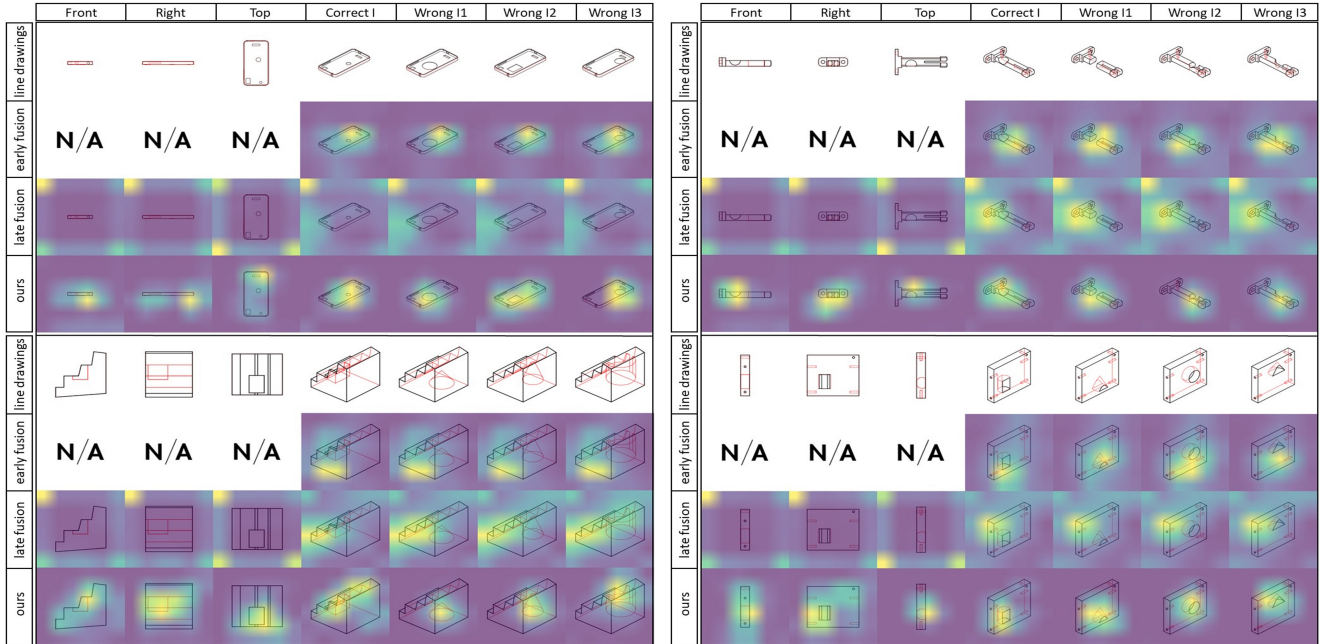 Front Right Top Correct I Wrong I1 Wrong I2 Wrong I3
line drawings
early fusion N/A N/A N/A
late fusion
ours
line drawings
early fusion N/A N/A N/A
late fusion
ours
Front Right Top Correct I Wrong I1 Wrong I2 Wrong I3
line drawings
early fusion N/A N/A N/A
late fusion
ours
line drawings
early fusion N/A N/A N/A
late fusion
ours